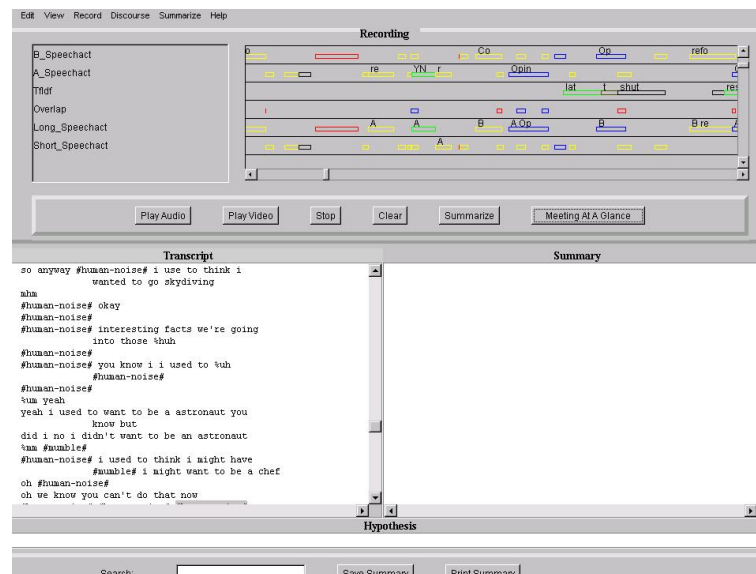 Edit View Record Discourse Summarize Help
Recording
B_Speechact
A_Speechact
TfIdf
Overlap
Long_Speechact
Short_Speechact
o Co Op refo
re YN r Opin
lat t shut res
A A B A Op B B re A
A
Play Audio Play Video Stop Clear Summarize Meeting At A Glance
Transcript
so anyway #human-noise# i use to think i
wanted to go skydiving
mhm
#human-noise# okay
#human-noise#
#human-noise# interesting facts we're going
into those %huh
#human-noise#
#human-noise# you know i i used to %uh
#human-noise#
#human-noise#
%um yeah
yeah i used to want to be a astronaut you
know but
did i no i didn't want to be an astronaut
%mm #mumble#
#human-noise# i used to think i might have
#mumble# i might want to be a chef
oh #human-noise#
oh we know you can't do that now
Summary
Hypothesis
Search: Save Summary Print Summary